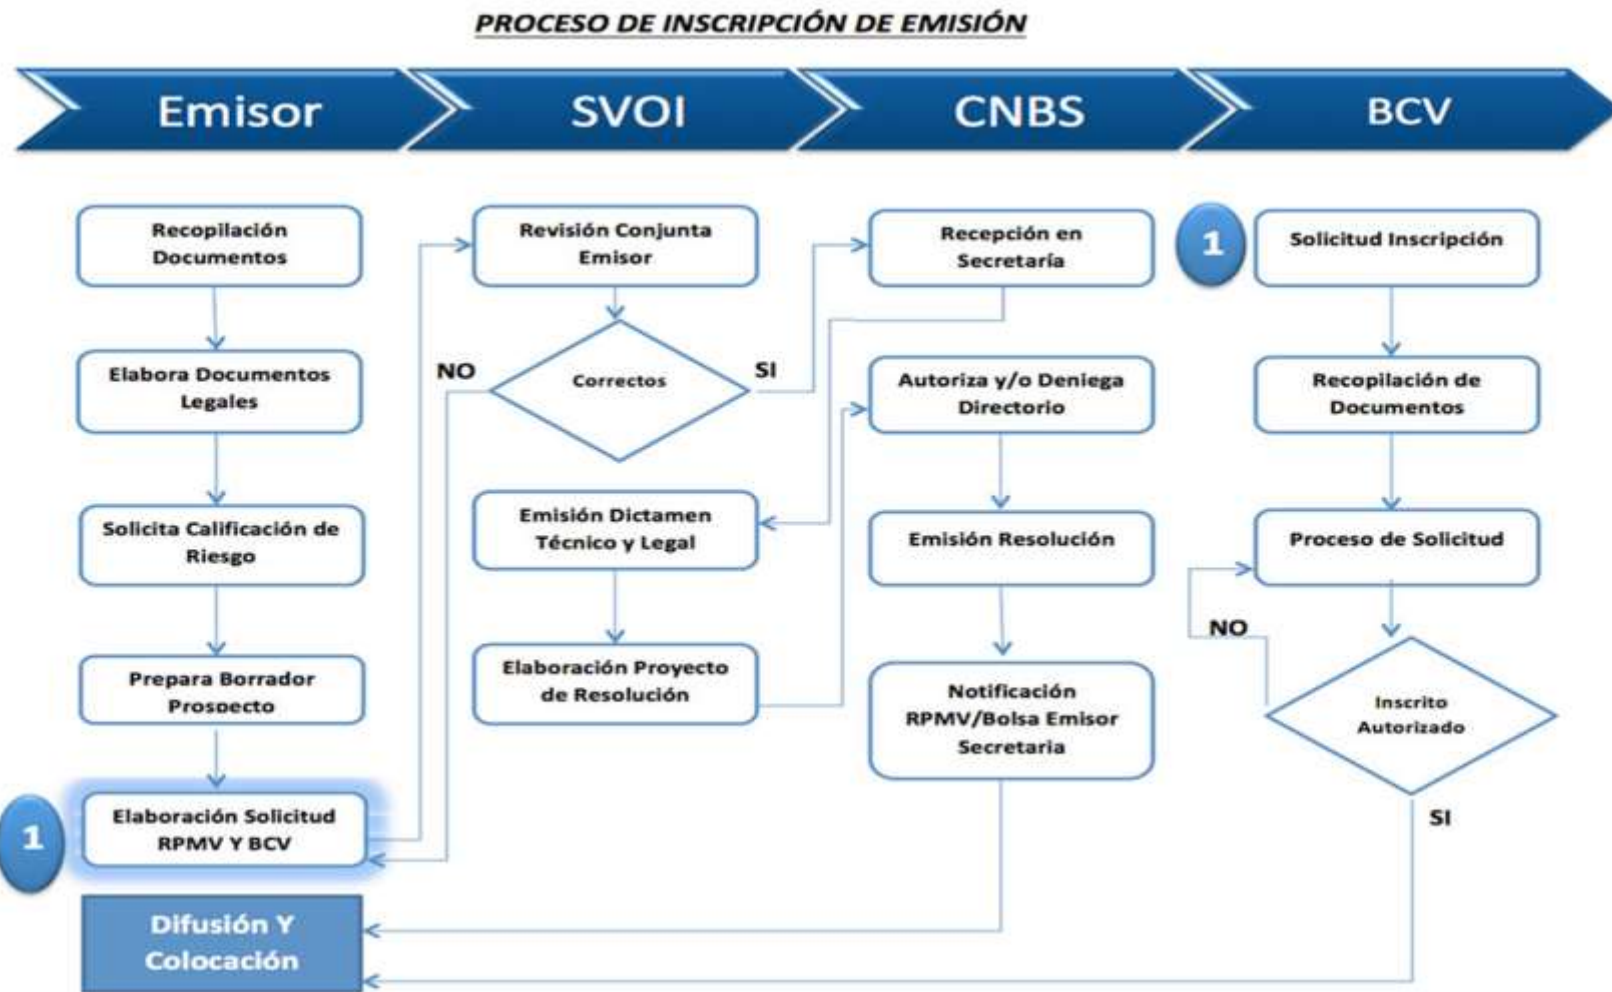 PROCESO DE INSCRIPCIÓN DE EMISIÓN
Emisor
SVOI
CNBS
BCV
Recopilación
Documentos
Elabora Documentos
Legales
Solicita Calificación de
Riesgo
Prepara Borrador
Prospecto
1
Elaboración Solicitud
RPMV Y BCV
Difusión Y
Colocación
Revisión Conjunta
Emisor
NO
Correctos
SI
Emisión Dictamen
Técnico y Legal
Elaboración Proyecto
de Resolución
Recepción en
Secretaría
Autoriza y/o Deniega
Directorio
Emisión Resolución
Notificación
RPMV/Bolsa Emisor
Secretaria
1
Solicitud Inscripción
Recopilación de
Documentos
Proceso de Solicitud
NO
Inscrito
Autorizado
SI